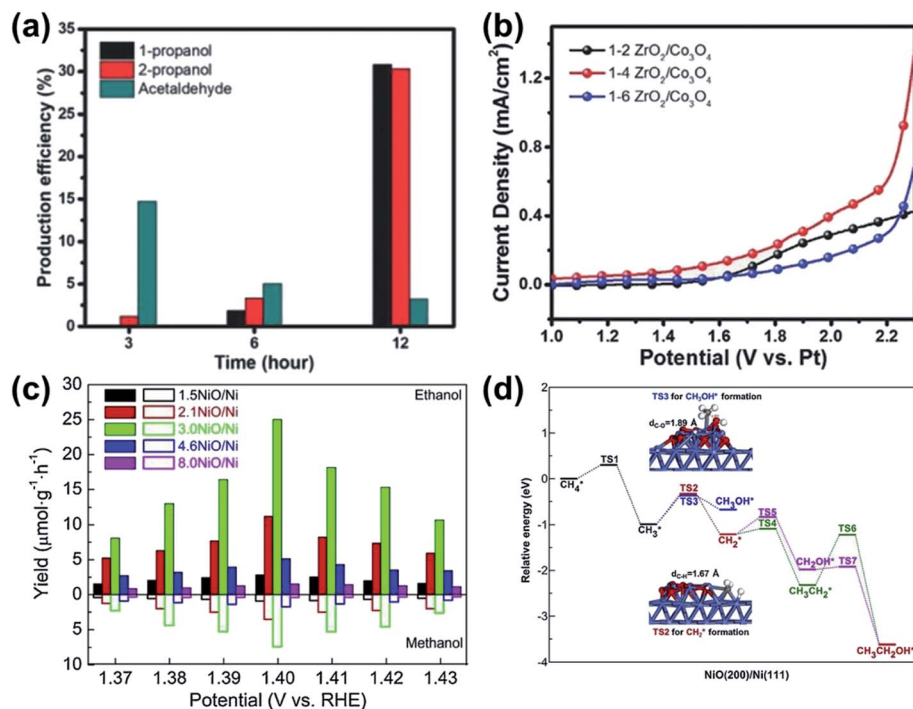 (a)
35
30
25
20
15
10
5
0
Production efficiency (%)
1-propanol
2-propanol
Acetaldehyde
3
6
12
Time (hour)
(b)
1.2
0.8
0.4
0.0
Current Density (mA/cm²)
1-2 ZrO₂/Co₃O₄
1-4 ZrO₂/Co₃O₄
1-6 ZrO₂/Co₃O₄
1.0
1.2
1.4
1.6
1.8
2.0
2.2
Potential (V vs. Pt)
(c)
30
25
20
15
10
5
0
5
10
Yield (μmol·g⁻¹·h⁻¹)
1.5NiO/Ni
2.1NiO/Ni
3.0NiO/Ni
4.6NiO/Ni
8.0NiO/Ni
Ethanol
Methanol
1.37
1.38
1.39
1.40
1.41
1.42
1.43
Potential (V vs. RHE)
(d)
2
1
0
-1
-2
-3
-4
Relative energy (eV)
TS3 for CH₃OH* formation
d_C-O=1.89 Å
CH₄*
TS1
CH₃*
TS2
TS3
CH₃OH*
CH₂*
TS5
TS4
CH₂OH*
CH₃CH₂*
TS6
TS7
CH₃CH₂OH*
d_C-H=1.67 Å
TS2 for CH₂* formation
NiO(200)/Ni(111)